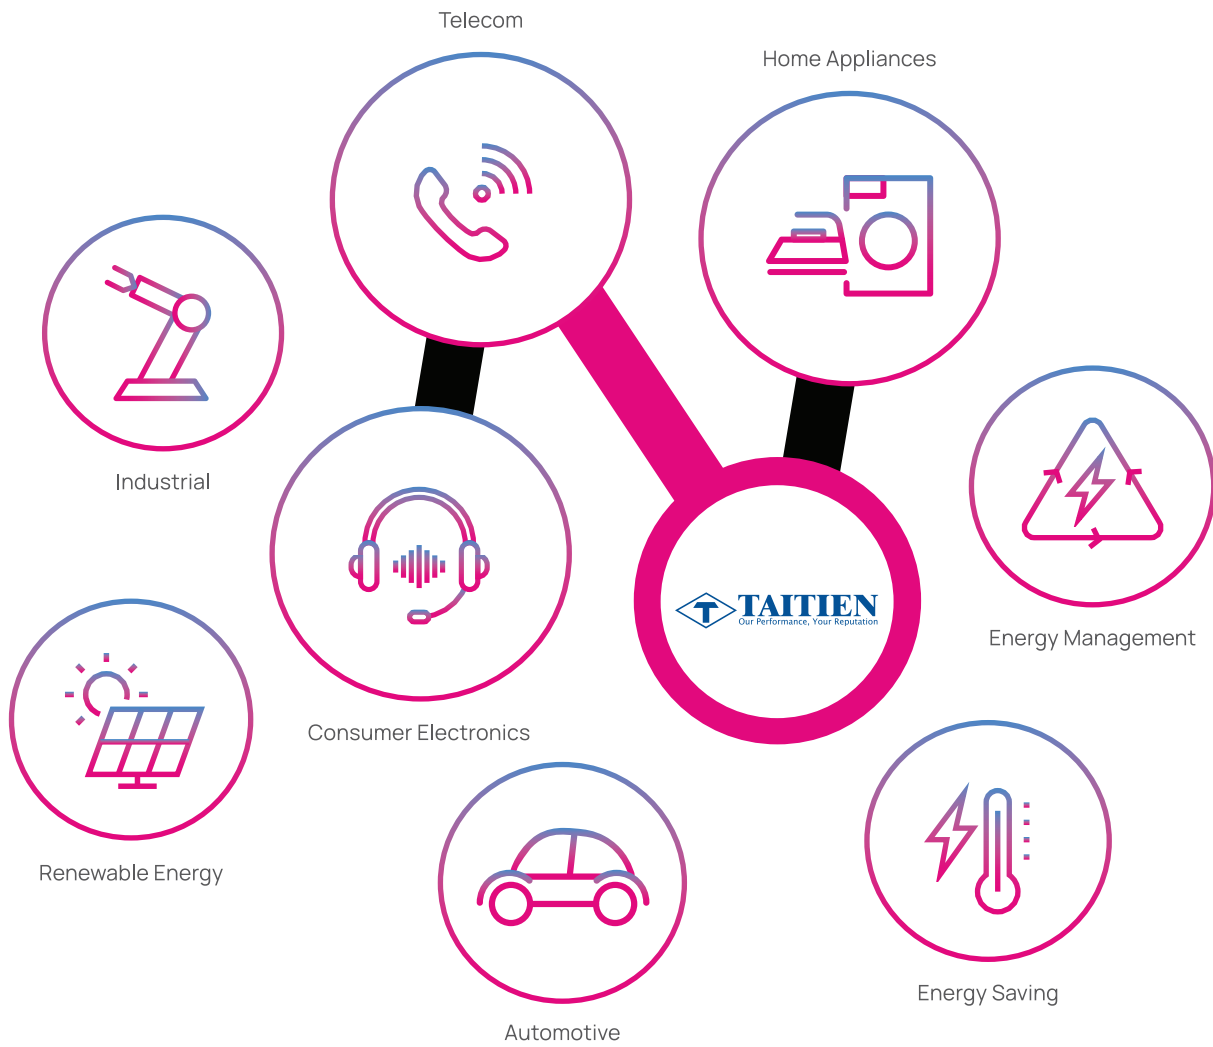 Telecom
Home Appliances
Industrial
Energy Management
TAITIEN
Our Performance, Your Reputation
Consumer Electronics
Renewable Energy
Energy Saving
Automotive